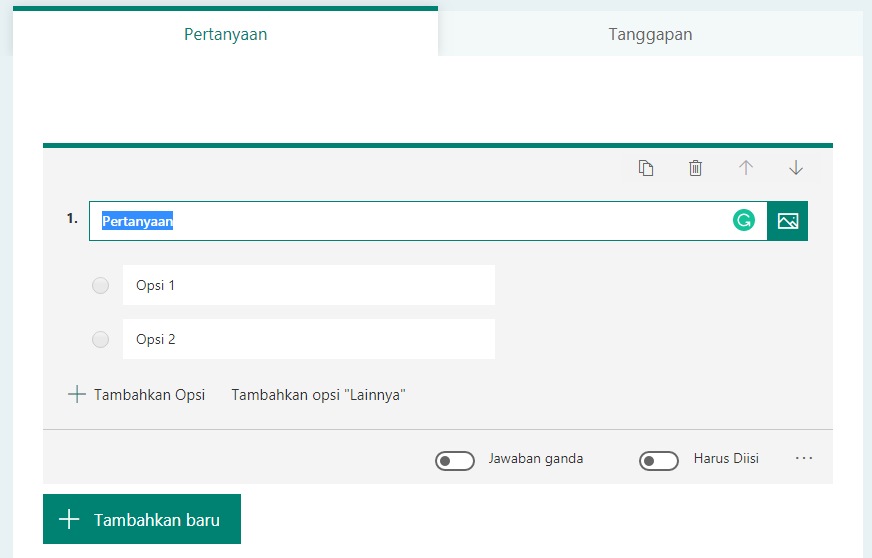 Pertanyaan
Tanggapan
1.
Pertanyaan
Opsi 1
Opsi 2
Tambahkan Opsi
Tambahkan opsi "Lainnya"
Jawaban ganda
Harus Diisi
Tambahkan baru